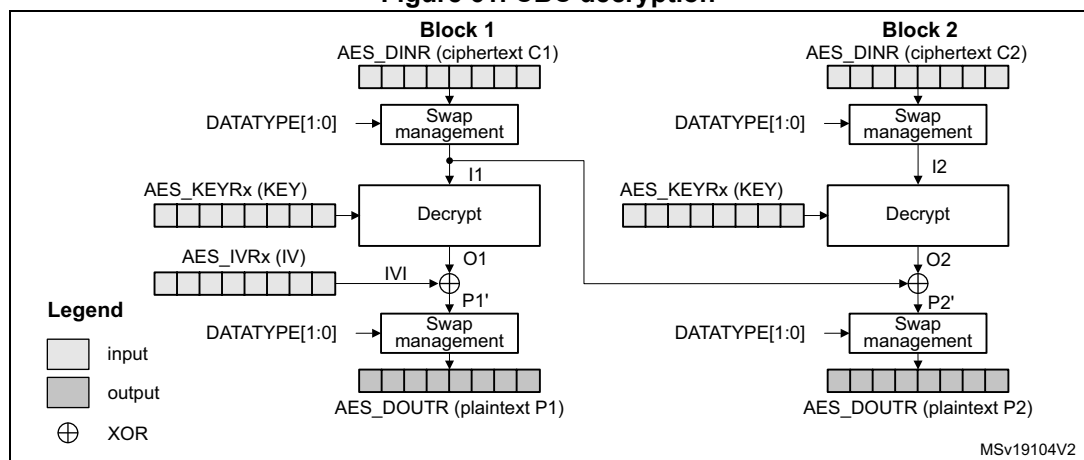 Figure CBC decryption
Block 1
AES_DINR (ciphertext C1)
DATATYPE[1:0]
Swap
management
I1
AES_KEYRx (KEY)
Decrypt
AES_IVRx (IV)
IVI
O1
P1'
DATATYPE[1:0]
Swap
management
AES_DOUTR (plaintext P1)
Block 2
AES_DINR (ciphertext C2)
DATATYPE[1:0]
Swap
management
I2
AES_KEYRx (KEY)
Decrypt
O2
P2'
DATATYPE[1:0]
Swap
management
AES_DOUTR (plaintext P2)
Legend
input
output
XOR
MSv19104V2